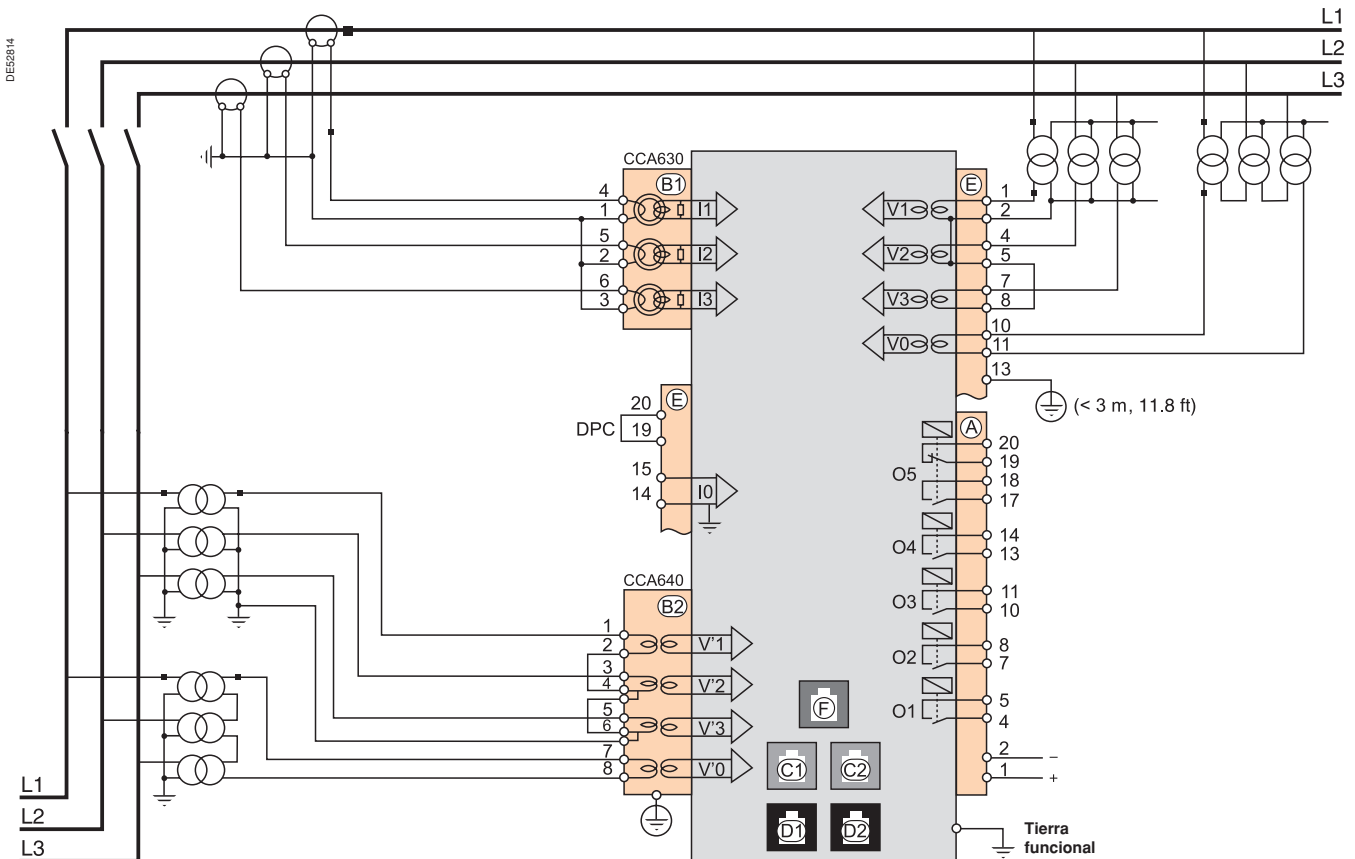 DE52814
L1
L2
L3
CCA630
B1
4
1
5
2
6
3
I1
I2
I3
V1
V2
V3
V0
E
1
2
4
5
7
8
10
11
13
(< 3 m, 11.8 ft)
E
20
DPC 19
15
14
I0
A
O5
20
19
18
17
O4
14
13
O3
11
10
O2
8
7
O1
5
4
2 −
1 +
CCA640
B2
1
2
3
4
5
6
7
8
V'1
V'2
V'3
V'0
F
C1 C2
D1 D2
Tierra
funcional
L1
L2
L3